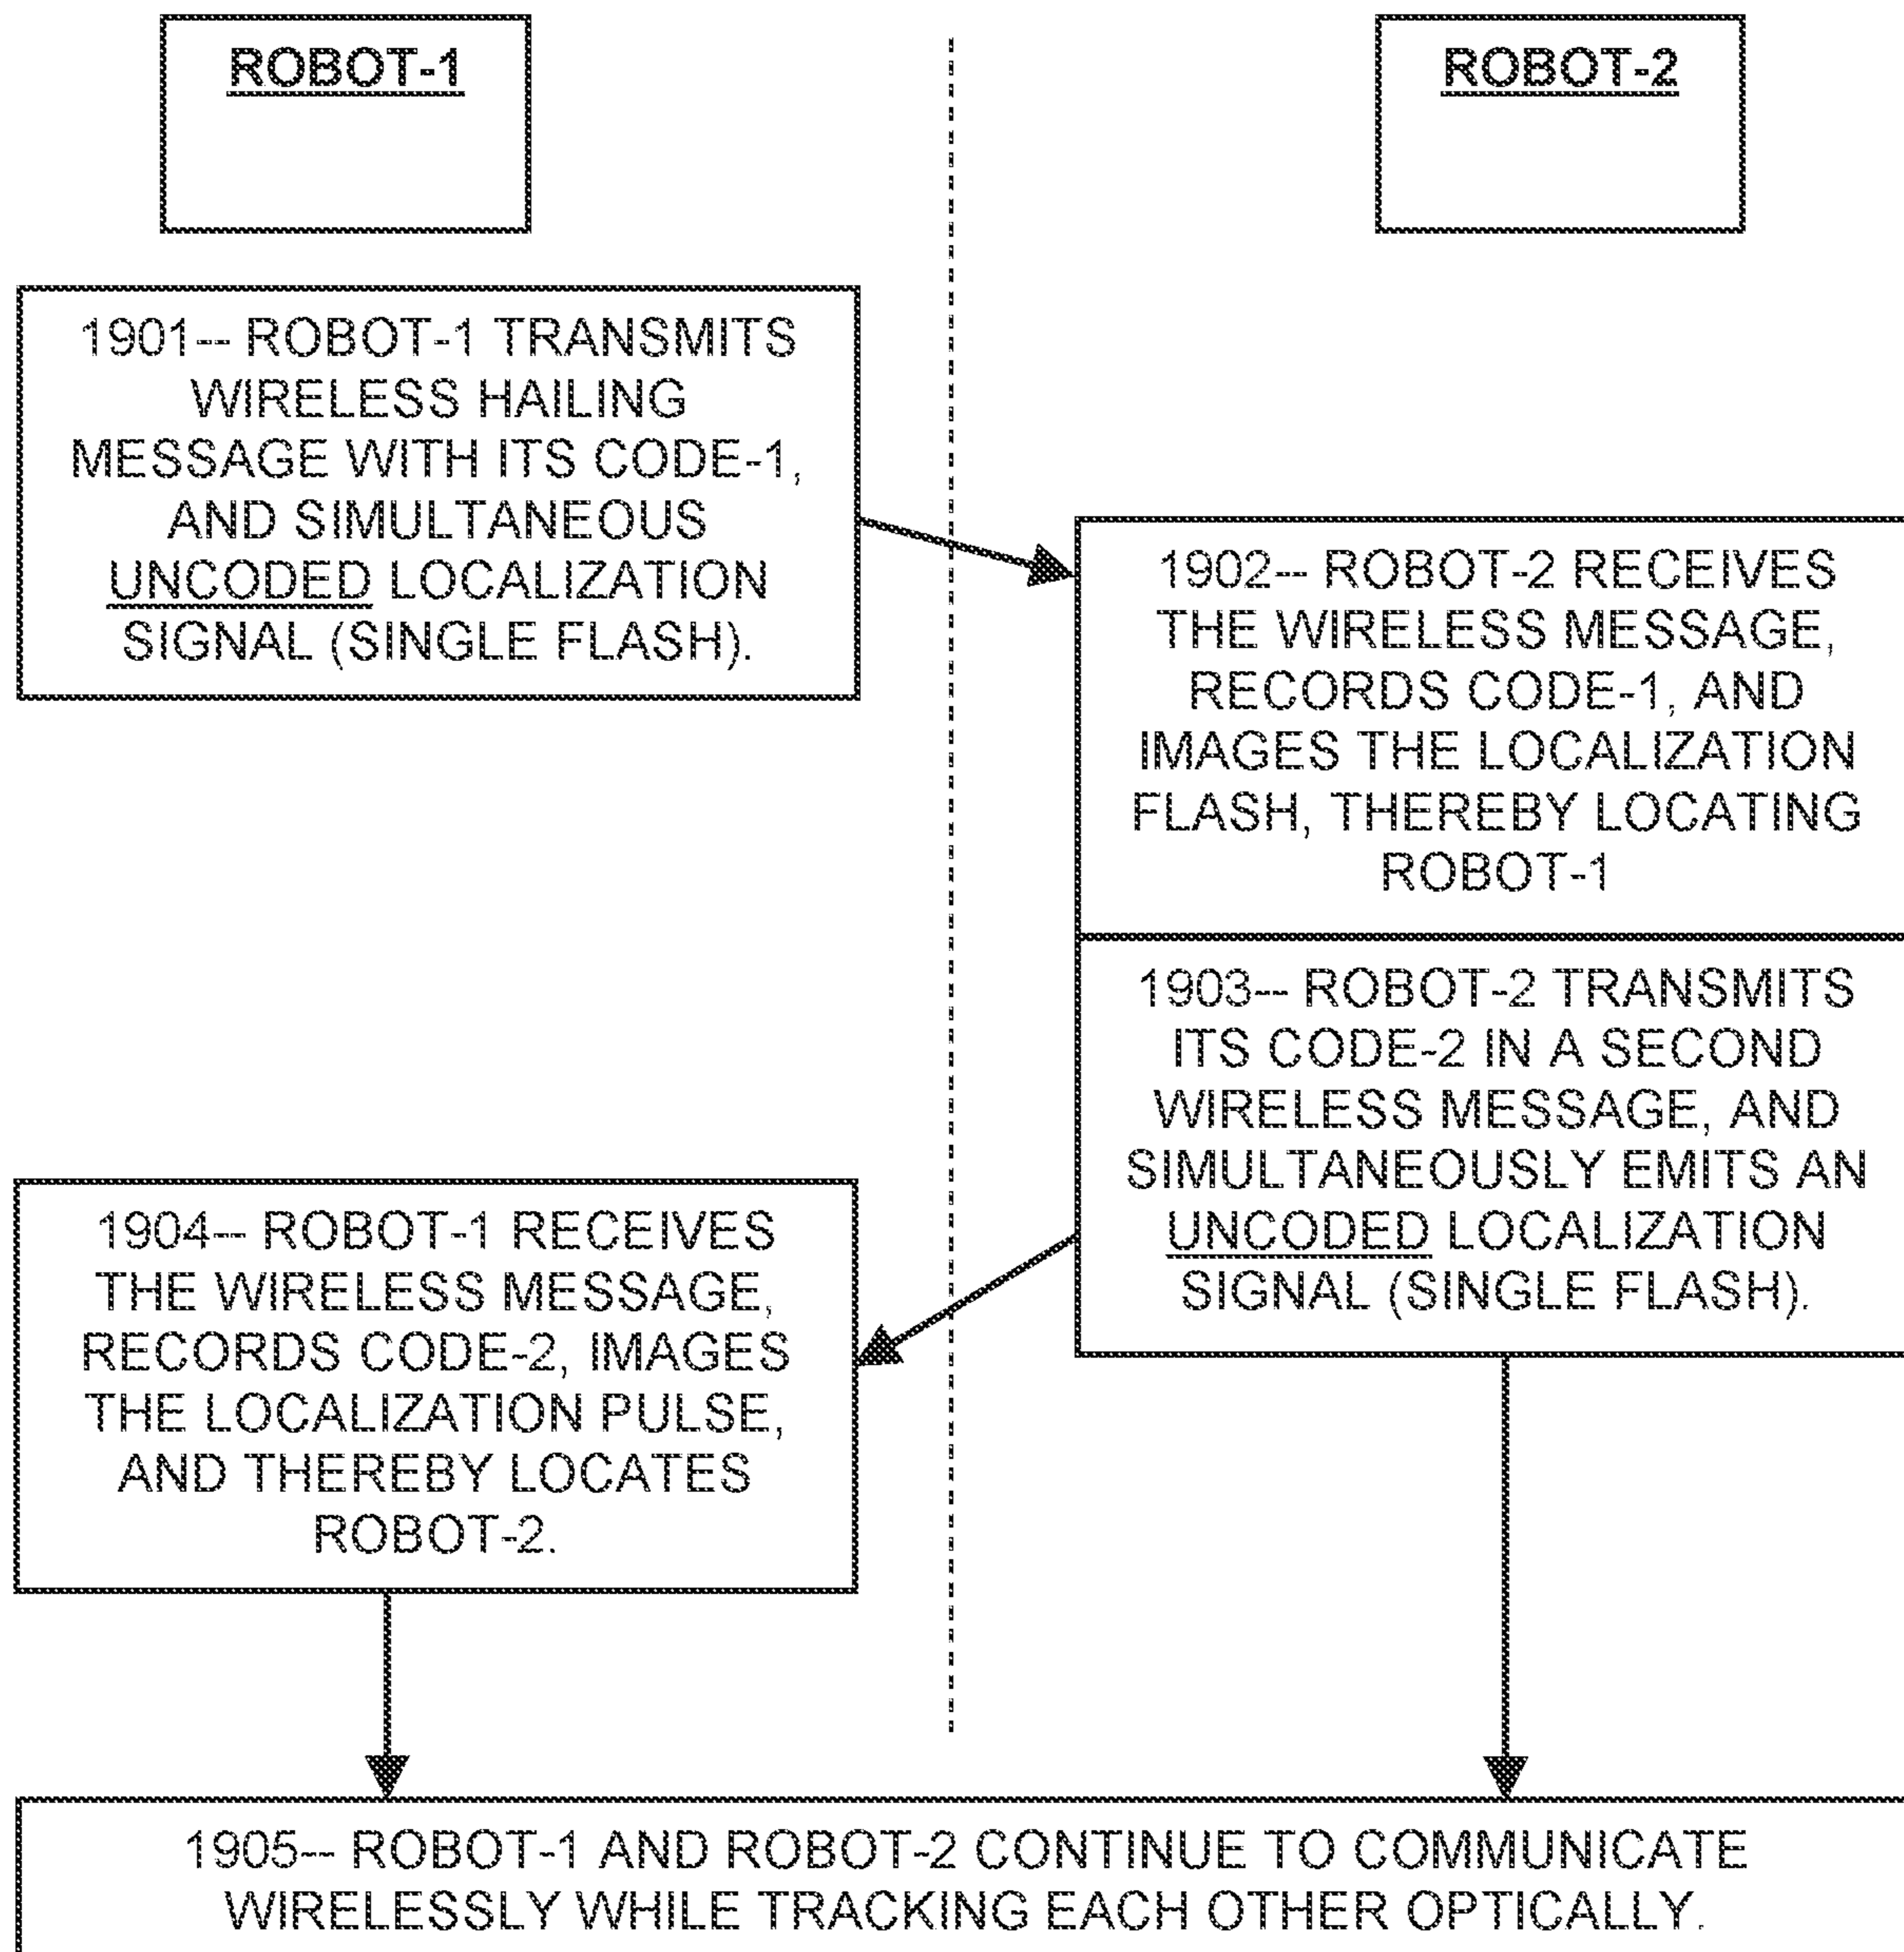 ROBOT-1
ROBOT-2
1901-- ROBOT-1 TRANSMITS
WIRELESS HAILING
MESSAGE WITH ITS CODE-1,
AND SIMULTANEOUS
UNCODED LOCALIZATION
SIGNAL (SINGLE FLASH).
1902-- ROBOT-2 RECEIVES
THE WIRELESS MESSAGE,
RECORDS CODE-1, AND
IMAGES THE LOCALIZATION
FLASH, THEREBY LOCATING
ROBOT-1
1903-- ROBOT-2 TRANSMITS
ITS CODE-2 IN A SECOND
WIRELESS MESSAGE, AND
SIMULTANEOUSLY EMITS AN
UNCODED LOCALIZATION
SIGNAL (SINGLE FLASH).
1904-- ROBOT-1 RECEIVES
THE WIRELESS MESSAGE,
RECORDS CODE-2, IMAGES
THE LOCALIZATION PULSE,
AND THEREBY LOCATES
ROBOT-2.
1905-- ROBOT-1 AND ROBOT-2 CONTINUE TO COMMUNICATE
WIRELESSLY WHILE TRACKING EACH OTHER OPTICALLY.